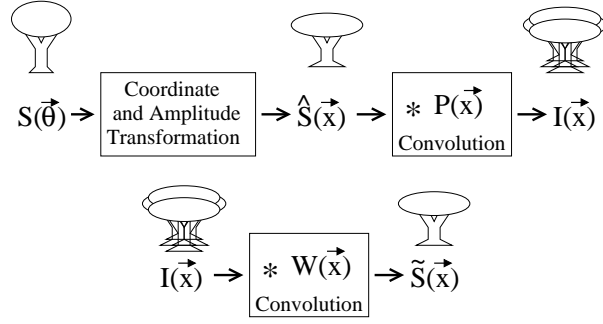 S(θ⃗) → Coordinate and Amplitude Transformation → Ŝ(x⃗) → * P(x⃗) Convolution → I(x⃗)
I(x⃗) → * W(x⃗) Convolution → S̃(x⃗)